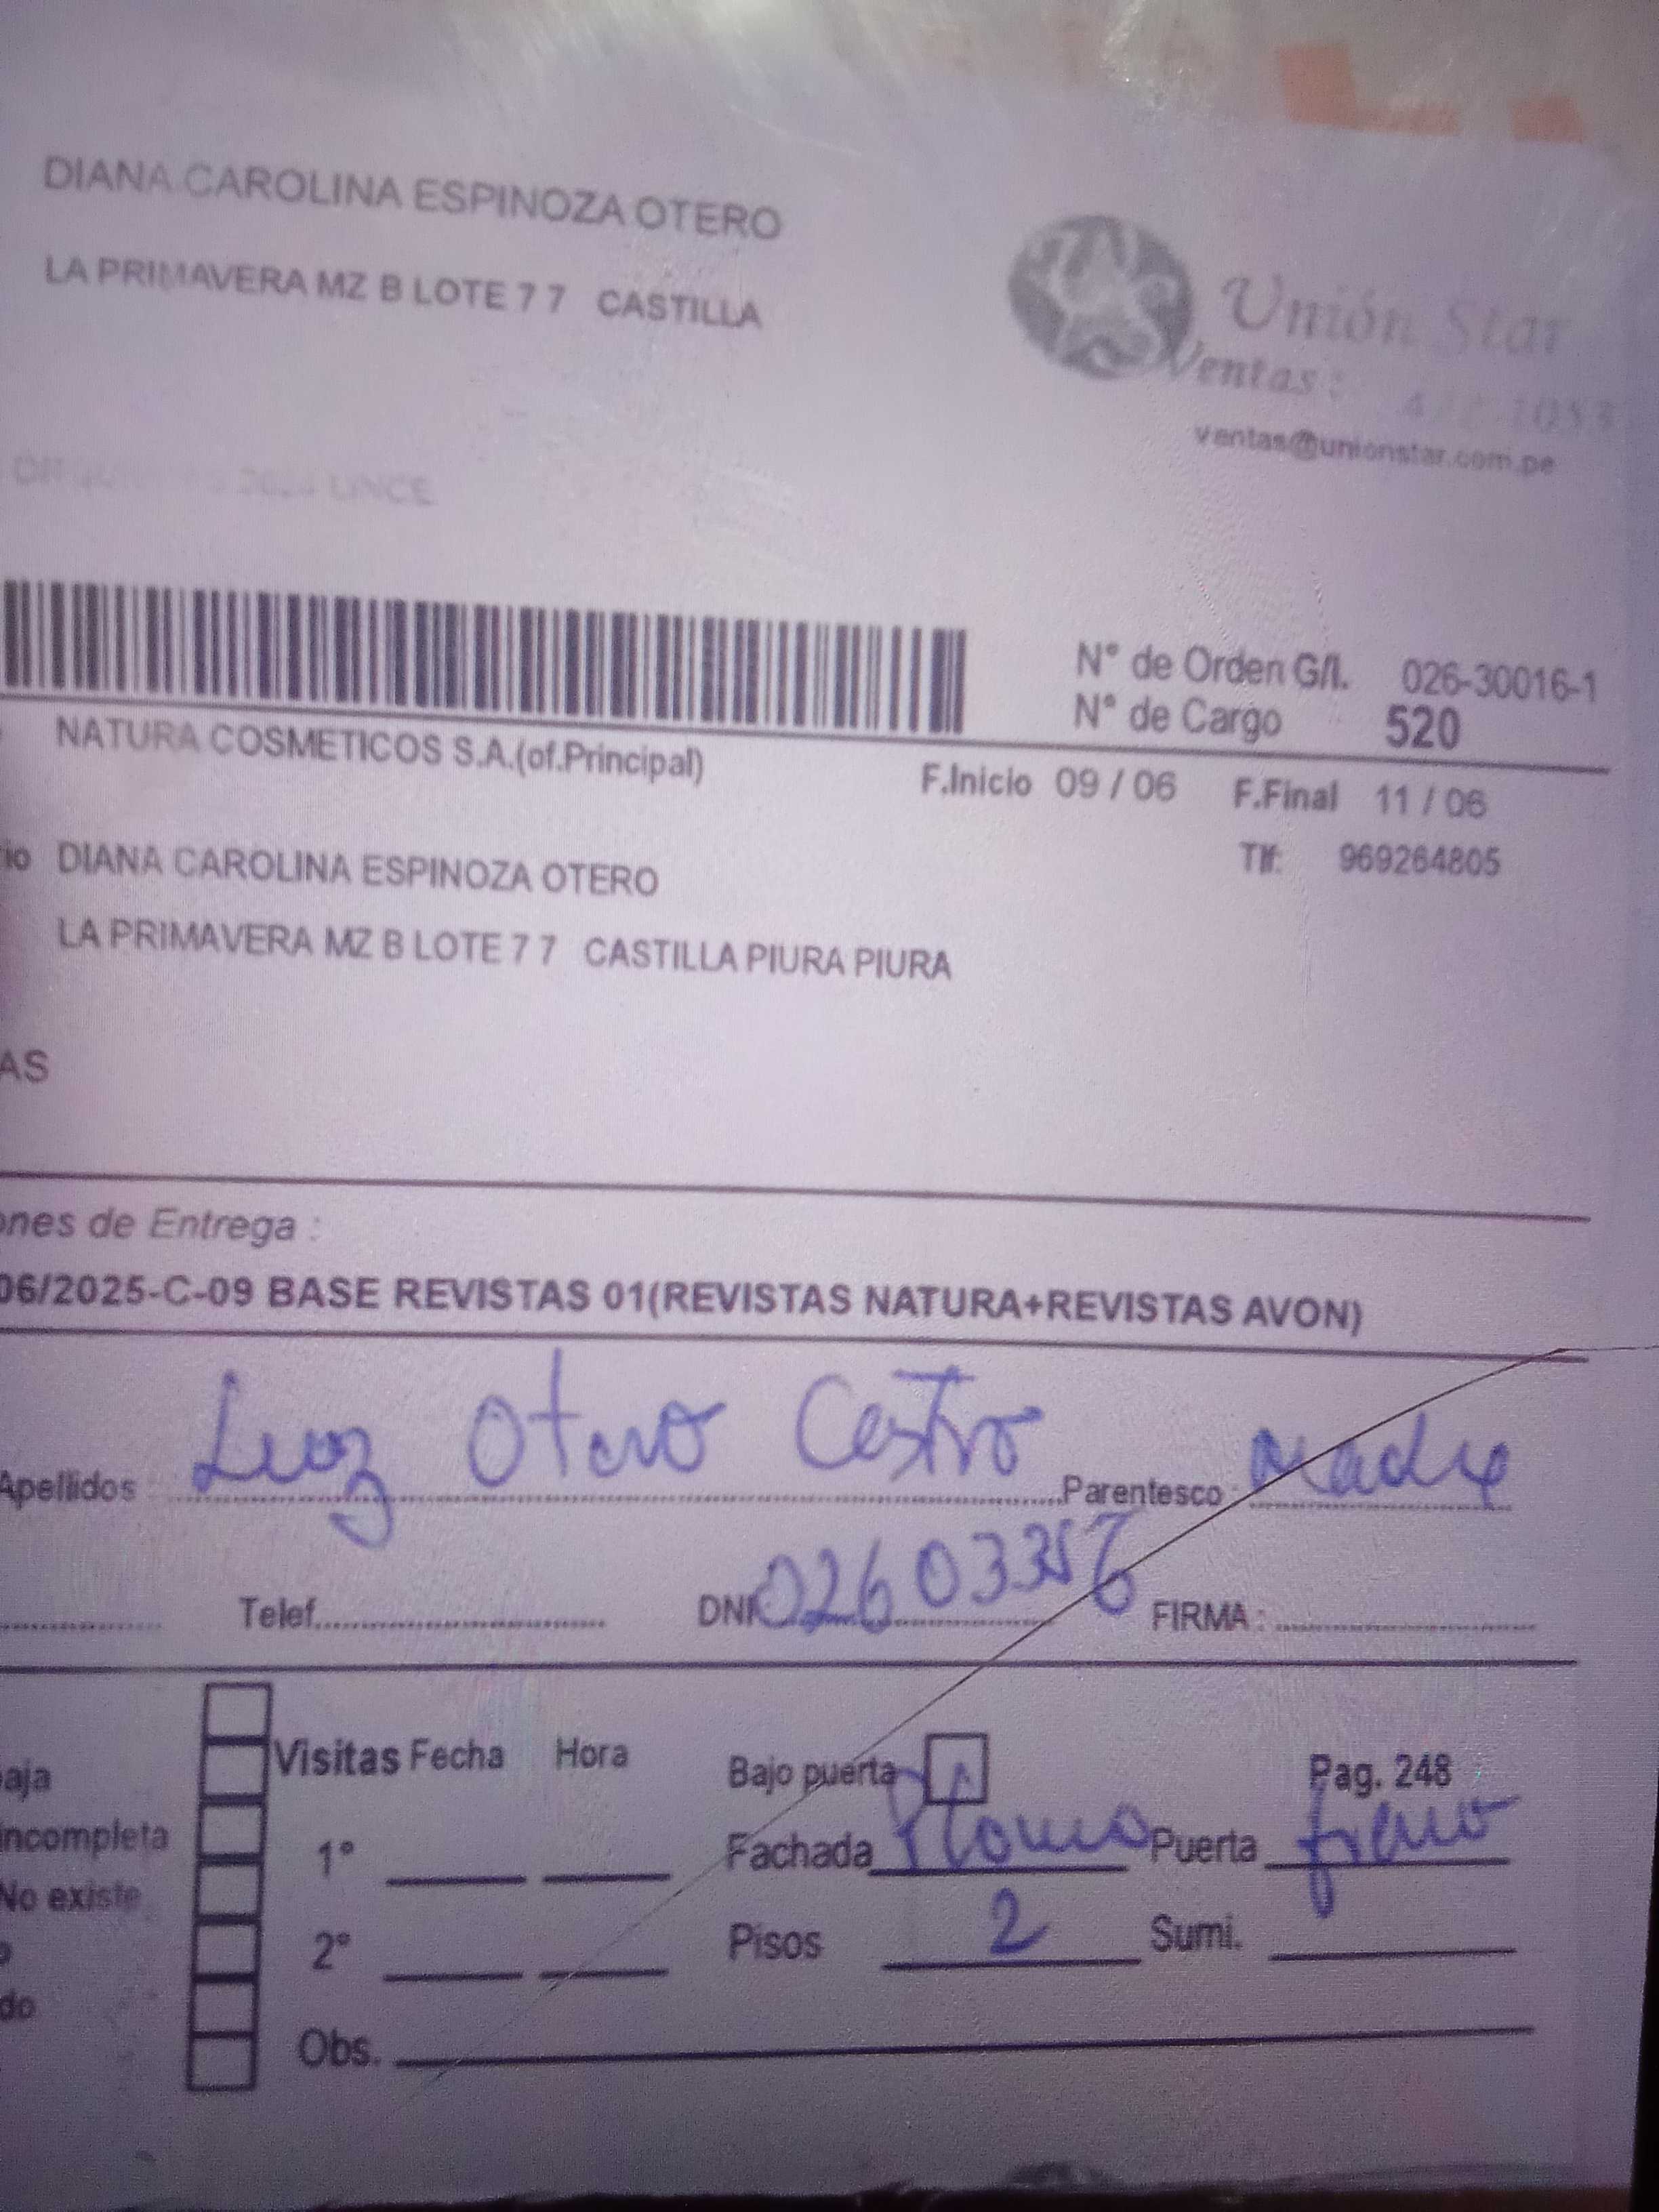 DIANA CAROLINA ESPINOZA OTERO
LA PRIMAVERA MZ B LOTE 7 7 CASTILLA
Unión Star
Ventas:
ventas@unionstar.com.pe
LINCE
N° de Orden G/l. 026-30016-1
N° de Cargo 520
NATURA COSMETICOS S.A.(of.Principal)
F.Inicio 09 / 06 F.Final 11 / 06
io DIANA CAROLINA ESPINOZA OTERO
Tlf: 969264805
LA PRIMAVERA MZ B LOTE 7 7 CASTILLA PIURA PIURA
AS
ones de Entrega :
06/2025-C-09 BASE REVISTAS 01(REVISTAS NATURA+REVISTAS AVON)
Apellidos : Luz Otero Castro Parentesco : Madre
Telef. DNI 02603356 FIRMA :
Visitas Fecha Hora Bajo puerta Pag. 248
aja
incompleta 1° Fachada Plomo Puerta fierro
No existe
2° Pisos 2 Sumi.
do
Obs.